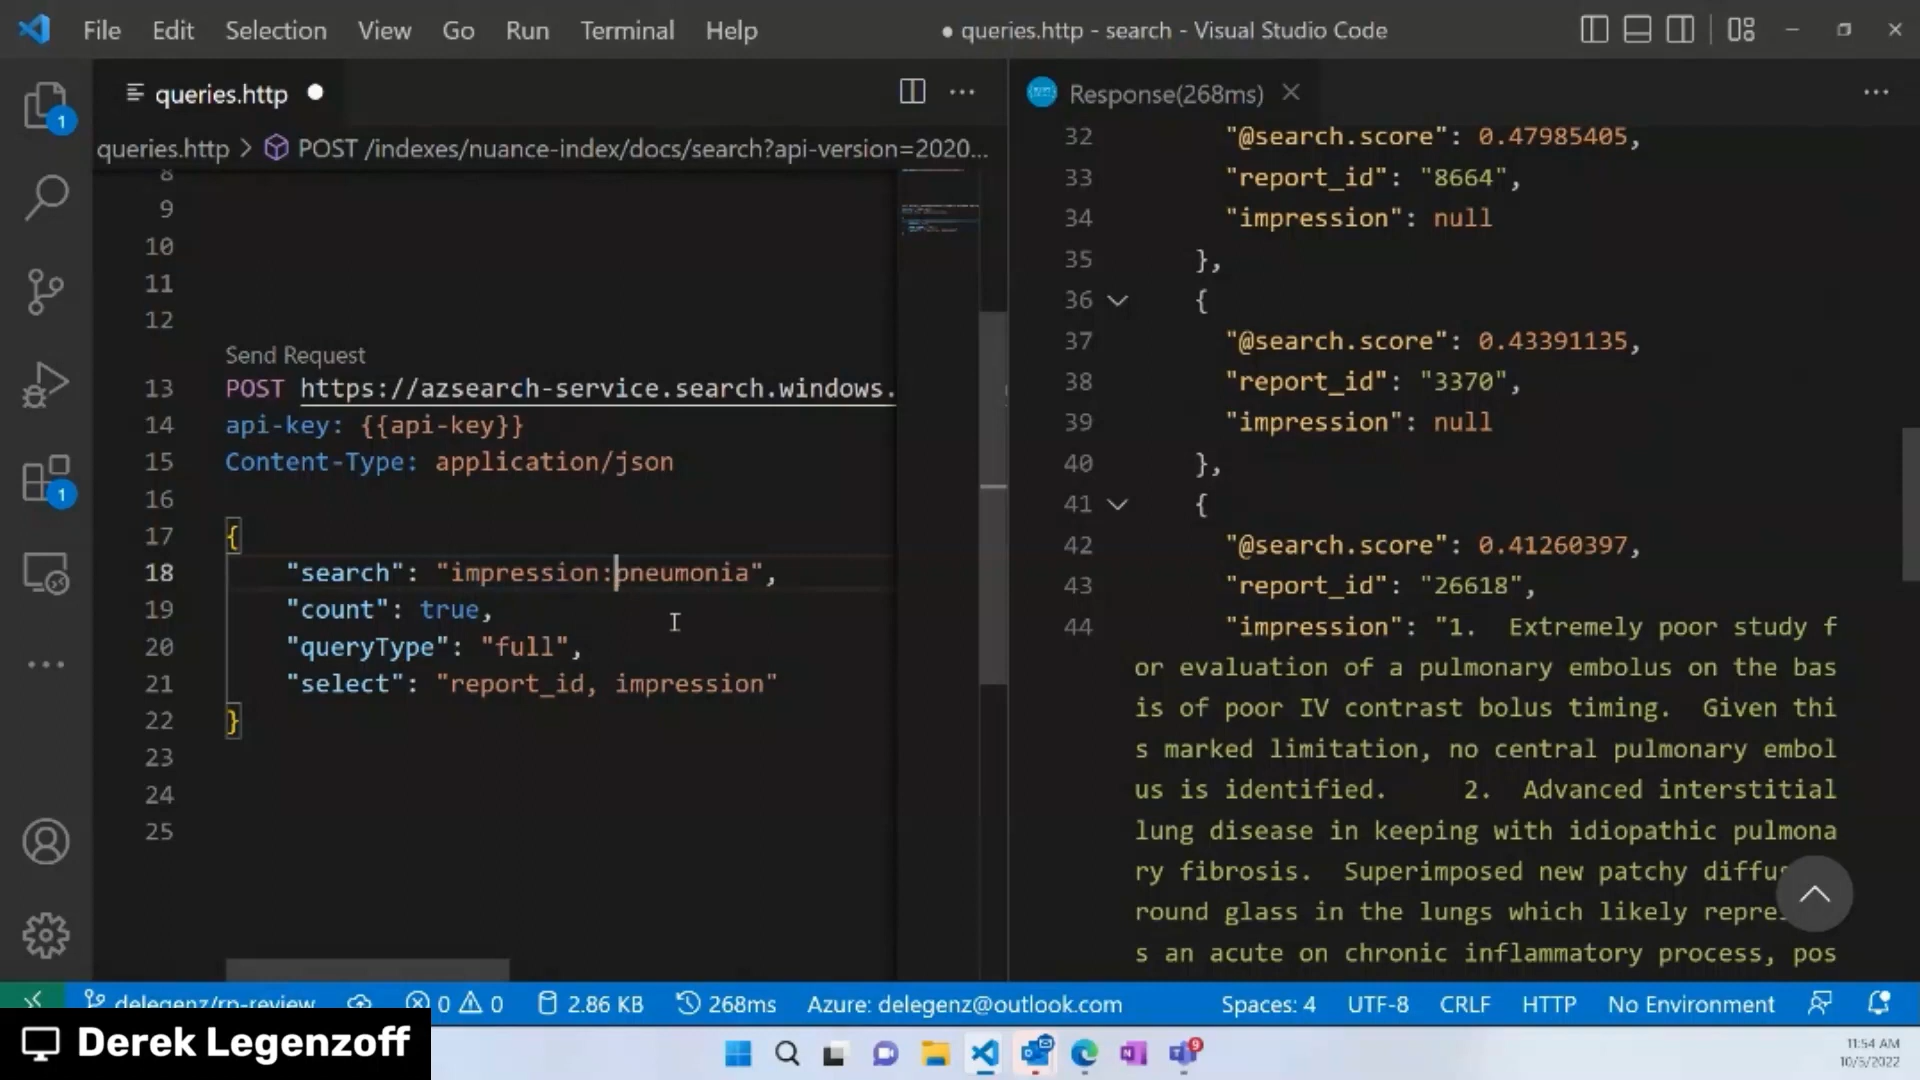 File Edit Selection View Go Run Terminal Help
● queries.http - search - Visual Studio Code
queries.http
queries.http > POST /indexes/nuance-index/docs/search?api-version=2020...
8
9
10
11
12
Send Request
13 POST https://azsearch-service.search.windows.
14 api-key: {{api-key}}
15 Content-Type: application/json
16
17 {
18 "search": "impression:pneumonia",
19 "count": true,
20 "queryType": "full",
21 "select": "report_id, impression"
22 }
23
24
25
Response(268ms)
32 "@search.score": 0.47985405,
33 "report_id": "8664",
34 "impression": null
35 },
36 {
37 "@search.score": 0.43391135,
38 "report_id": "3370",
39 "impression": null
40 },
41 {
42 "@search.score": 0.41260397,
43 "report_id": "26618",
44 "impression": "1. Extremely poor study f
or evaluation of a pulmonary embolus on the bas
is of poor IV contrast bolus timing. Given thi
s marked limitation, no central pulmonary embol
us is identified. 2. Advanced interstitial
lung disease in keeping with idiopathic pulmona
ry fibrosis. Superimposed new patchy diffu
round glass in the lungs which likely repre
s an acute on chronic inflammatory process, pos
1
1
delegenz/rp-review 0 0 2.86 KB 268ms Azure: delegenz@outlook.com Spaces: 4 UTF-8 CRLF HTTP No Environment
Derek Legenzoff
9
11:54 AM
10/5/2022